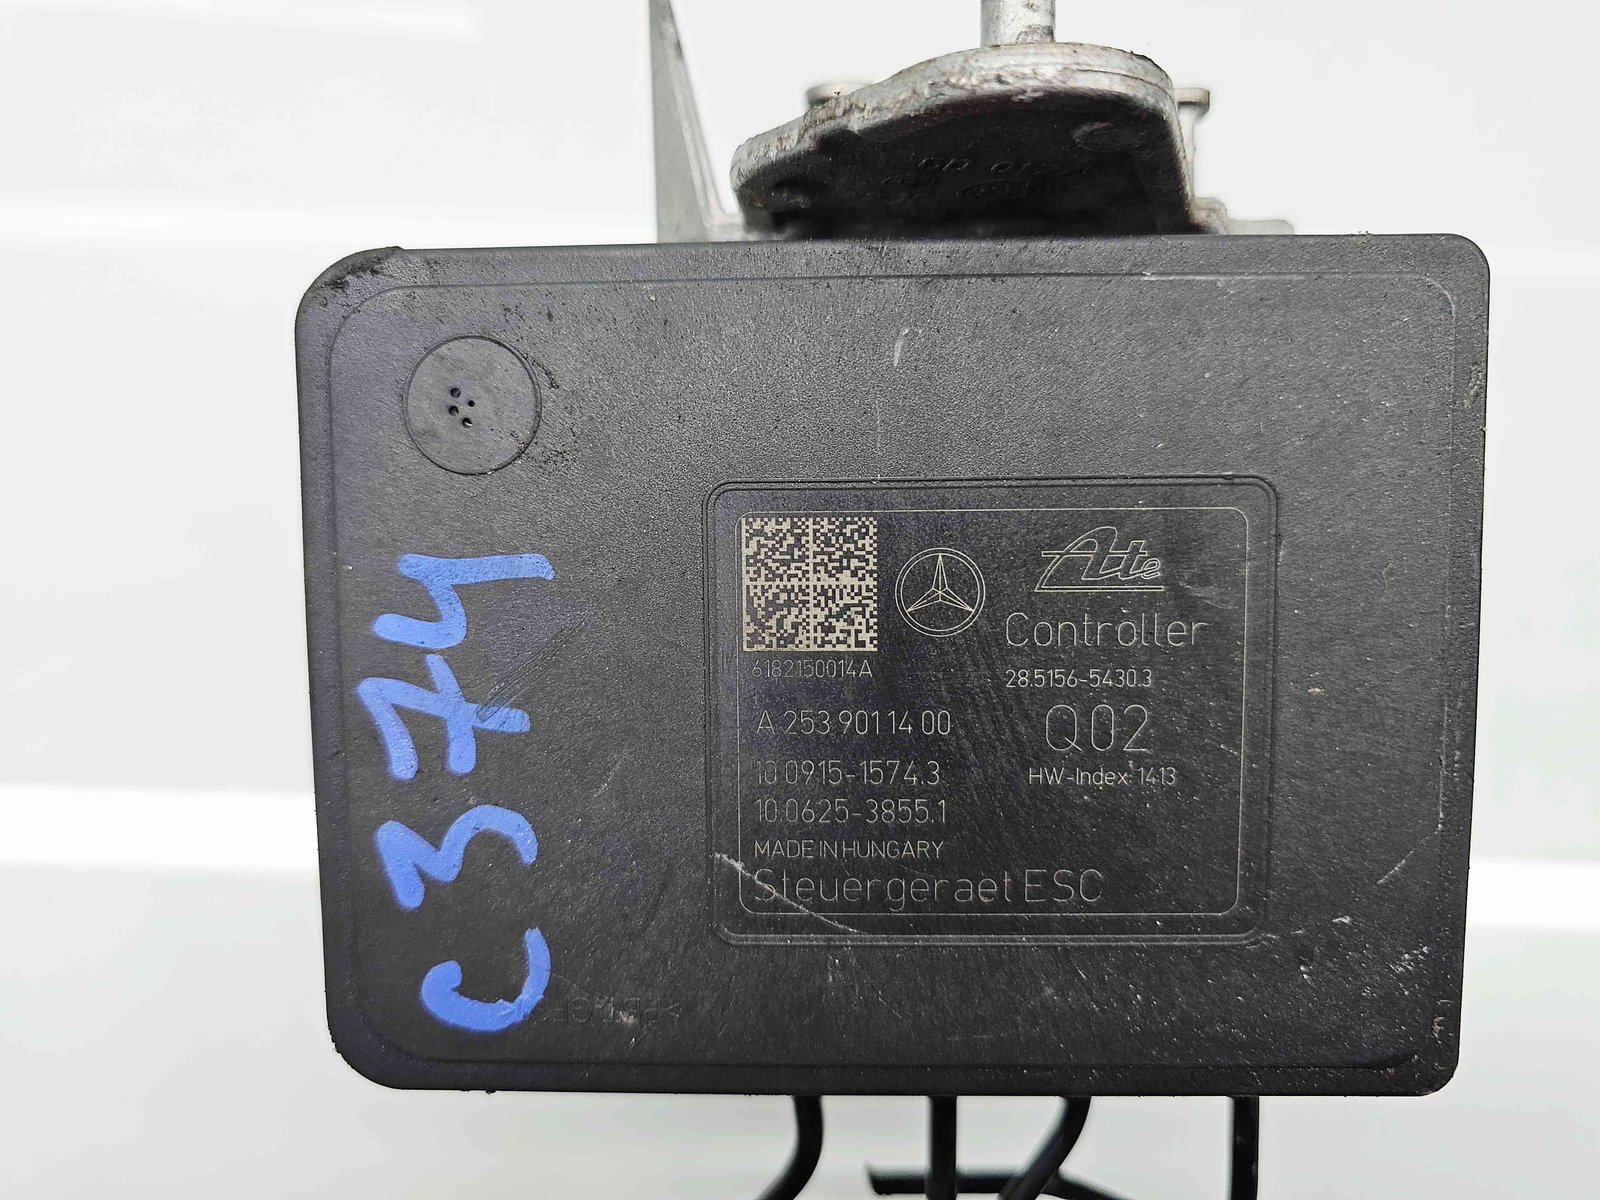 C374
Ate
Controller
6182150014A
28.5156-5430.3
A 253 901 14 00
Q02
10.0915-1574.3
HW-Index: 1413
10.0625-3855.1
MADE IN HUNGARY
Steuergeraet ESC